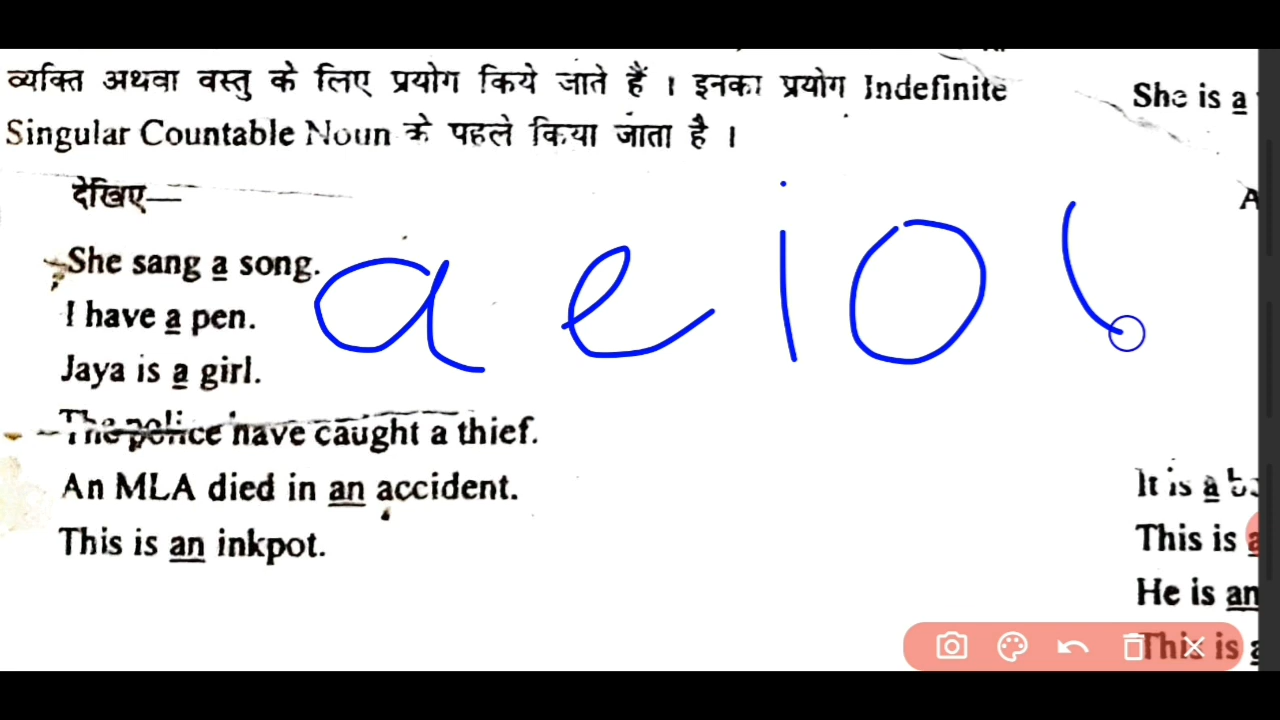 व्यक्ति अथवा वस्तु के लिए प्रयोग किये जाते हैं । इनका प्रयोग Indefinite
Singular Countable Noun के पहले किया जाता है ।
देखिए—
She sang a song.
I have a pen.
Jaya is a girl.
The police have caught a thief.
An MLA died in an accident.
This is an inkpot.
a e i o
She is a
A
It is a
This is
He is an
This is